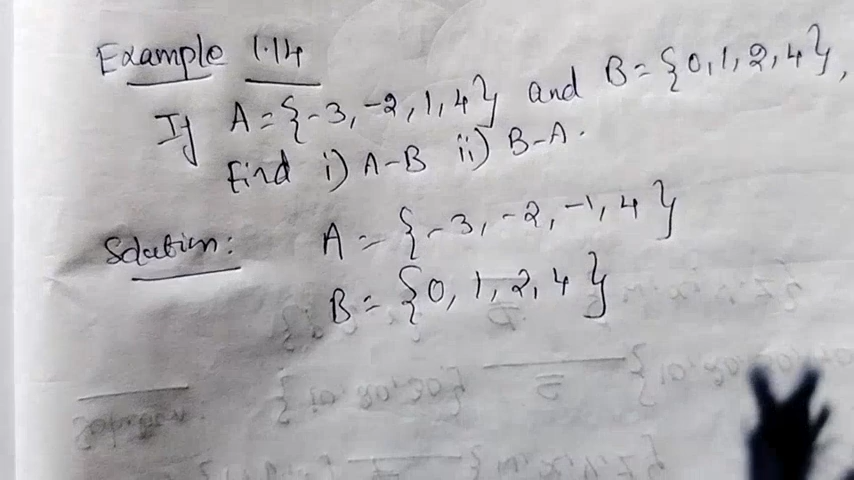 Example 1.14
If A = {-3, -2, 1, 4} and B = {0, 1, 2, 4},
find i) A-B ii) B-A.
Solution: A = {-3, -2, -1, 4}
B = {0, 1, 2, 4}